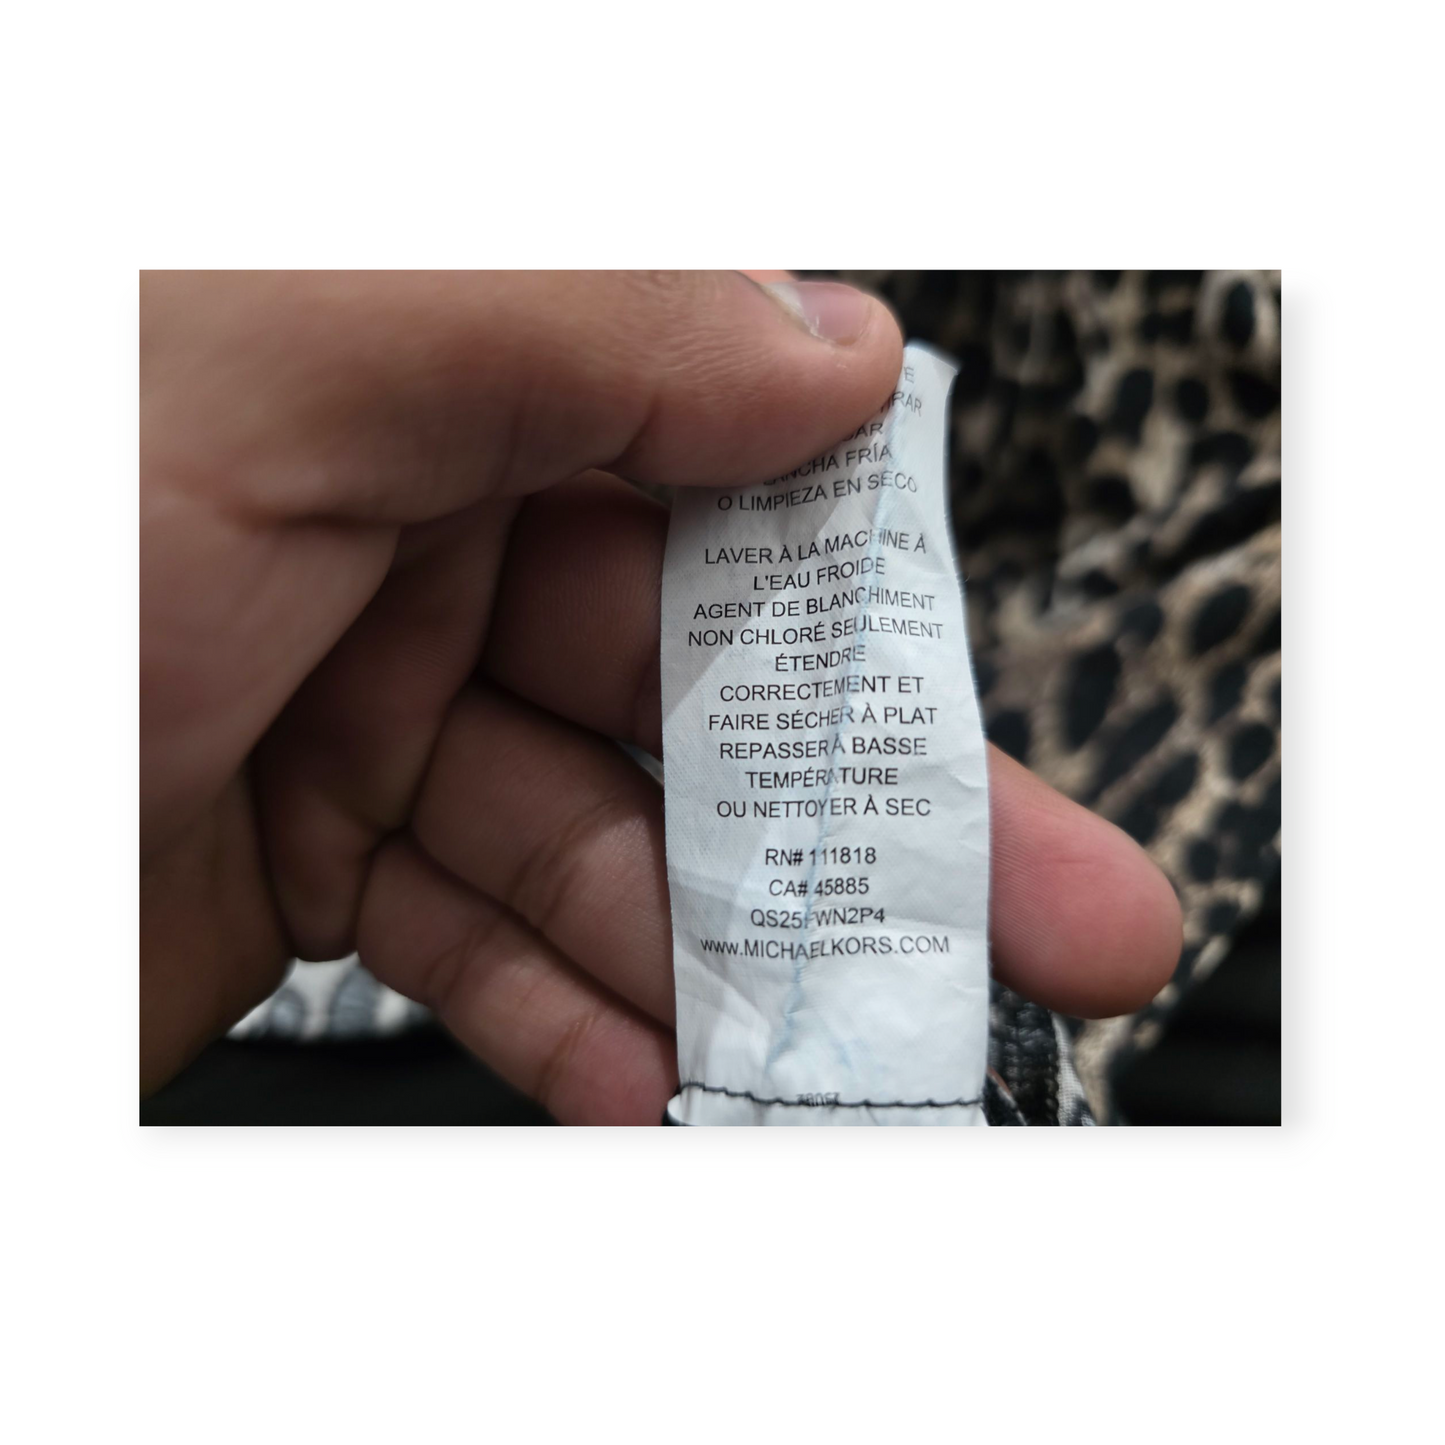 FRÍA
O LIMPIEZA EN SECO
LAVER À LA MACHINE À
L'EAU FROIDE
AGENT DE BLANCHIMENT
NON CHLORÉ SEULEMENT
ÉTENDRE
CORRECTEMENT ET
FAIRE SÉCHER À PLAT
REPASSER À BASSE
TEMPÉRATURE
OU NETTOYER À SEC
RN# 111818
CA# 45885
QS25FWN2P4
www.MICHAELKORS.COM